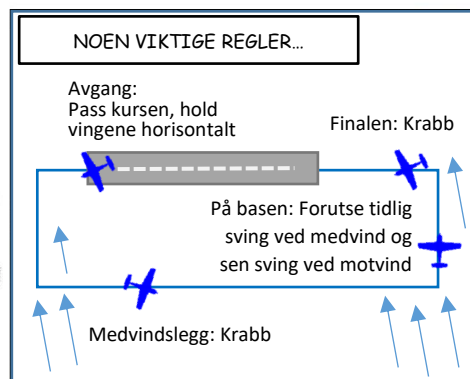 NOEN VIKTIGE REGLER…
Avgang:
Pass kursen, hold
vingene horisontalt
Finalen: Krabb
På basen: Forutse tidlig
sving ved medvind og
sen sving ved motvind
Medvindslegg: Krabb